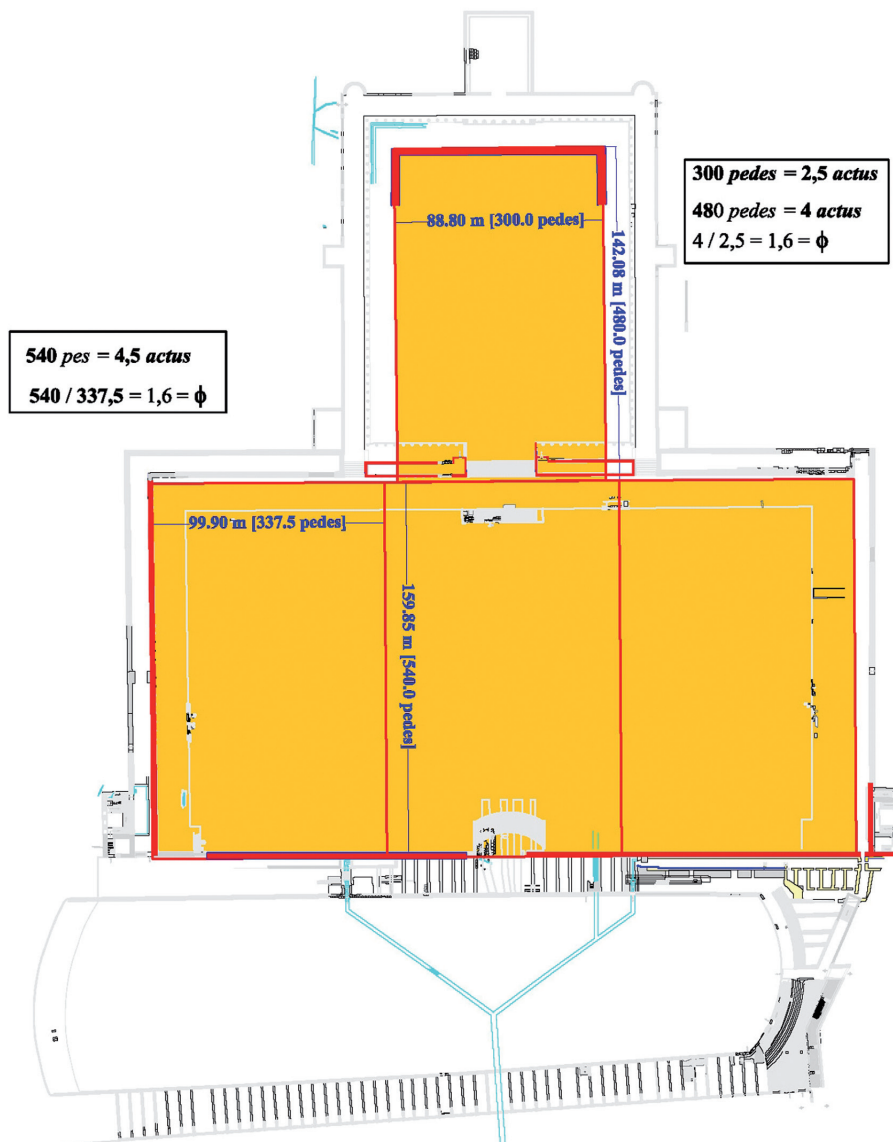 300 pedes = 2,5 actus
480 pedes = 4 actus
4 / 2,5 = 1,6 = ϕ
88.80 m [300.0 pedes]
142.08 m [480.0 pedes]
540 pes = 4,5 actus
540 / 337,5 = 1,6 = ϕ
99.90 m [337.5 pedes]
159.85 m [540.0 pedes]